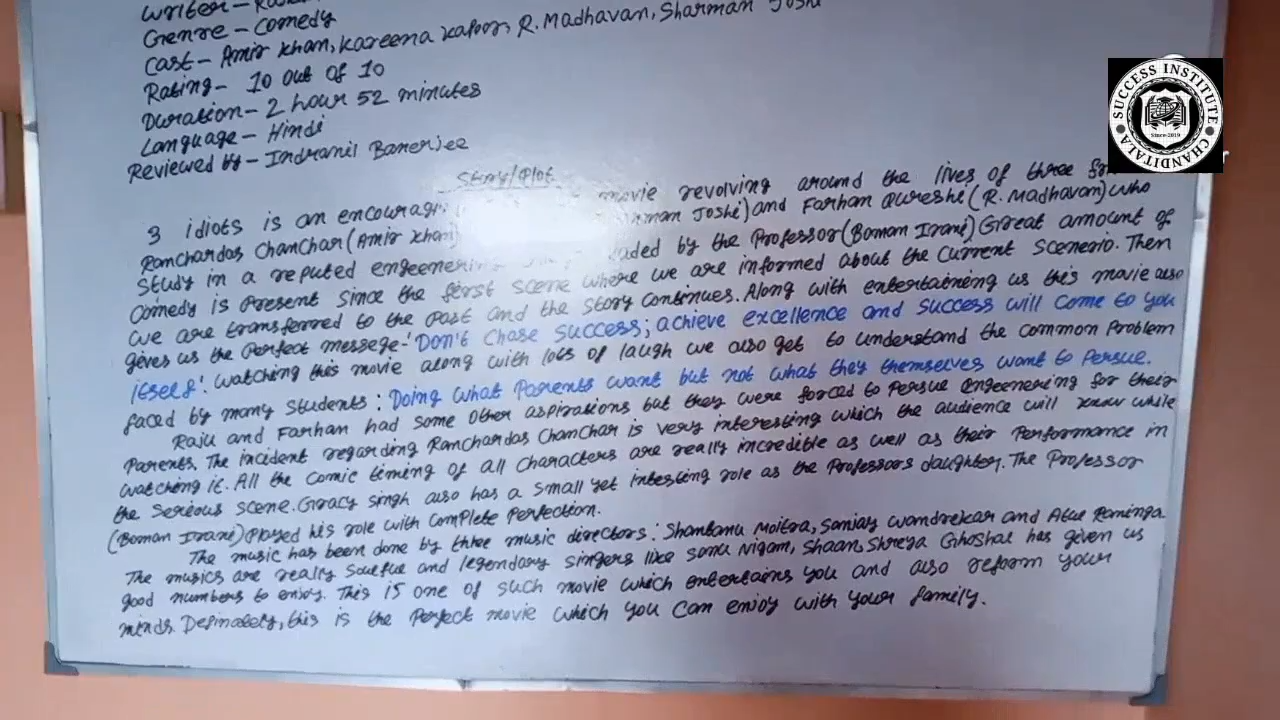 Writer-
Genre - Comedy
Cast - Amir Khan, Kareena Kapoor, R. Madhavan, Sharman Joshi
Rating - 10 out of 10
Duration - 2 hour 52 minutes
Language - Hindi
Reviewed by - Indranil Banerjee
Story/Plot
3 idiots is an encouragi movie revolving around the lives of three
Ranchardas Chanchar (Amir Khan) Joshi) and Farhan Qureshi (R. Madhavan) who
Study in a reputed engeenering by the Professor (Boman Irani) Great amount of
Comedy is Present Since the first scene where we are informed about the Current Scenerio. Then
we are transferred to the Past and the Story Continues. Along with entertaining us this movie also
gives us the Perfect messege - 'Don't Chase Success; achieve excellence and success will come to you
itself'. Watching this movie along with lots of laugh we also get to understand the Common Problem
faced by many Students : Doing what Parents want but not what they themselves want to Persue.
Raju and Farhan had some other aspirations but they were forced to Persue engeenering for their
Parents. The incident regarding Ranchardas Chanchar is very interesting which the audience will know while
watching it. All the Comic timing of all Characters are really incredible as well as their Performance in
the Serious scene. Gracy Singh also has a small yet role as the Professors daughter. The Professor
(Boman Irani) Played his role with Complete Perfection.
The music has been done by three music directors : Shantanu Moitra, Sanjay Wandrekar and Atul Raninga
The musics are really Soulful and legendary singers like Sonu Nigam, Shaan, Shreya Ghoshal has given us
good numbers to enjoy. This is one of such movie which entertains you and also reform your
minds. Definately, this is the Perfect movie which you Can enjoy with your family.
SUCCESS INSTITUTE
Since-2019
CHANDITALA